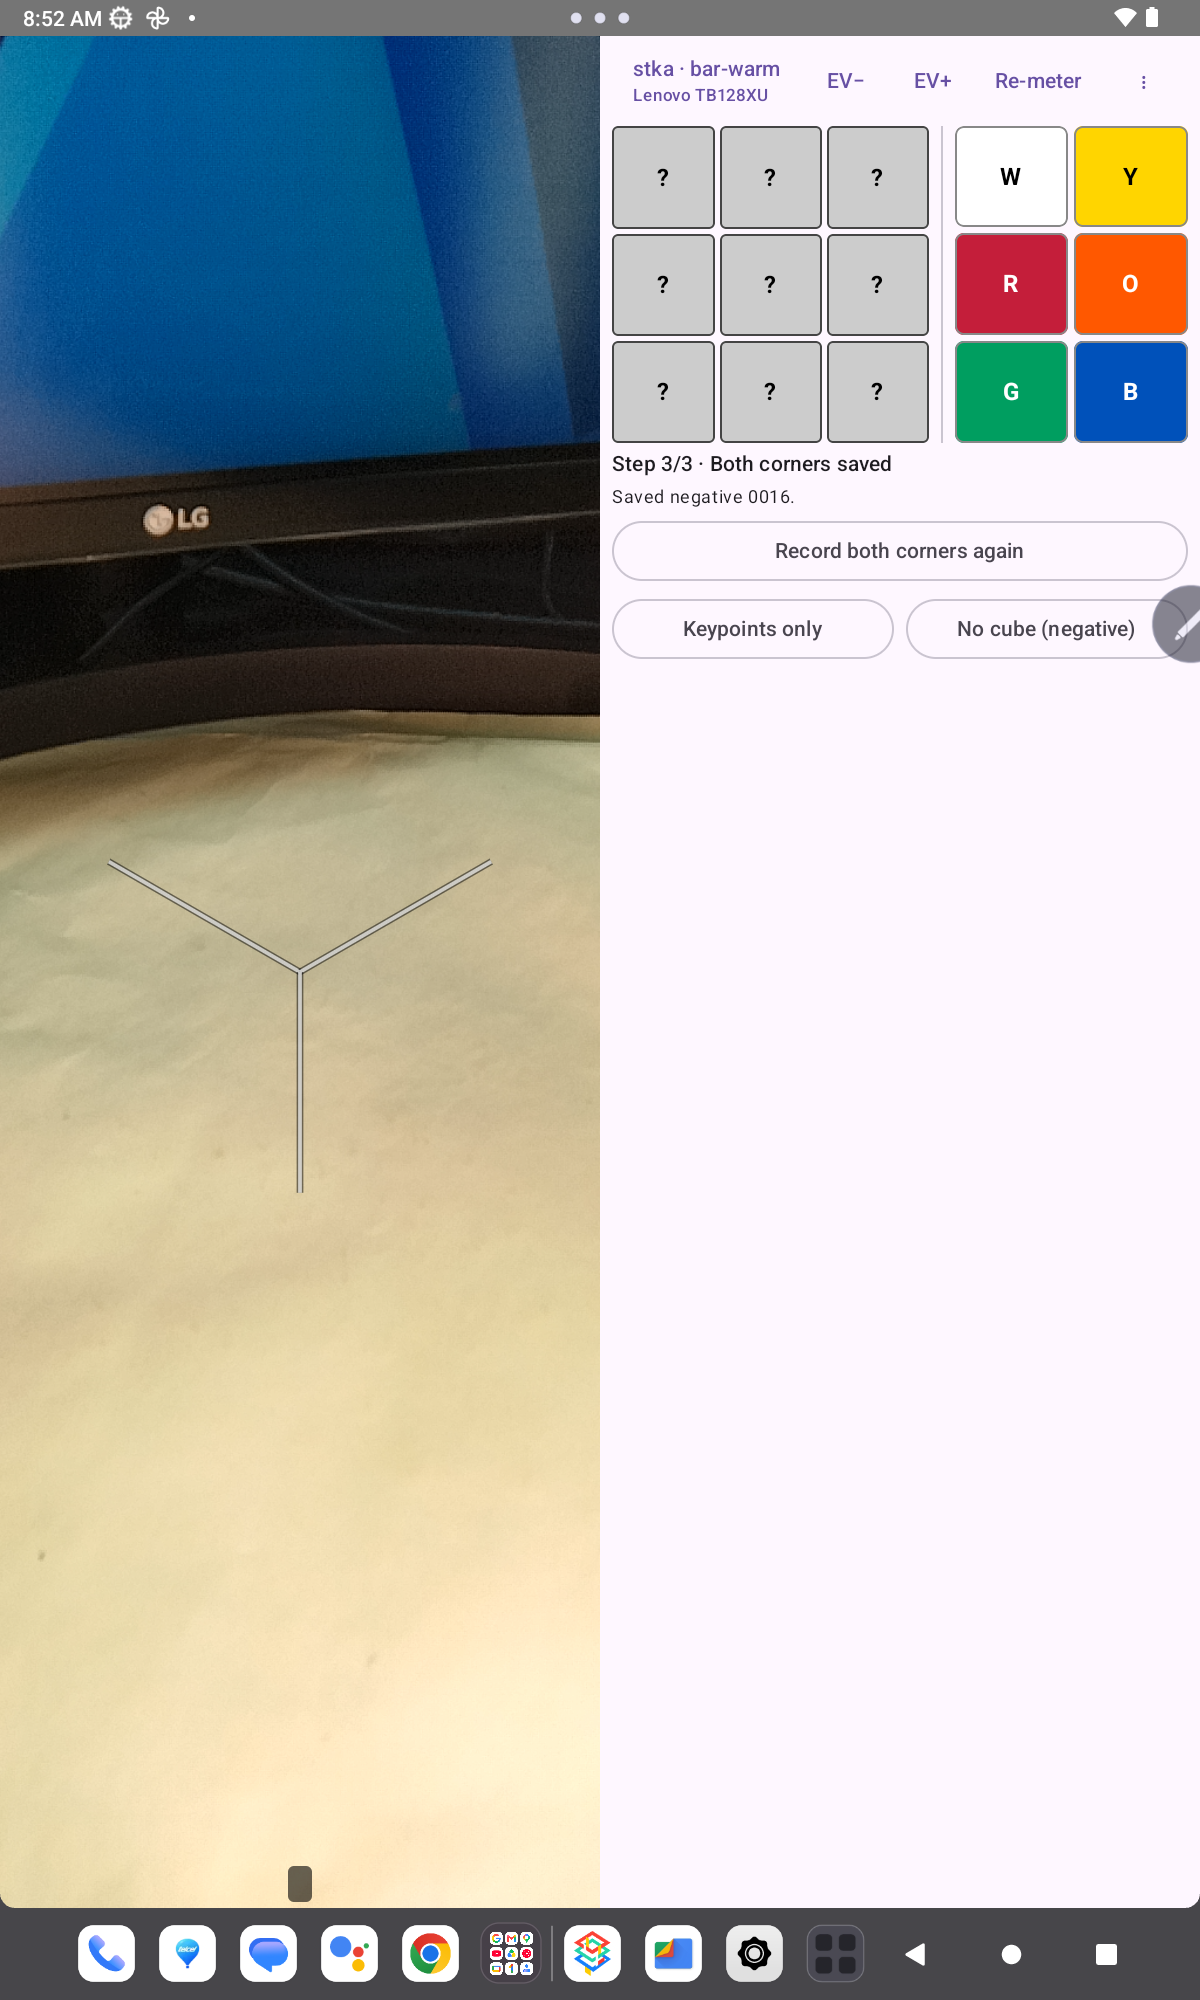 8:52 AM
stka · bar-warm
Lenovo TB128XU
EV−
EV+
Re-meter
? ? ?
? ? ?
? ? ?
W Y
R O
G B
Step 3/3 · Both corners saved
Saved negative 0016.
Record both corners again
Keypoints only
No cube (negative)
LG
telcel